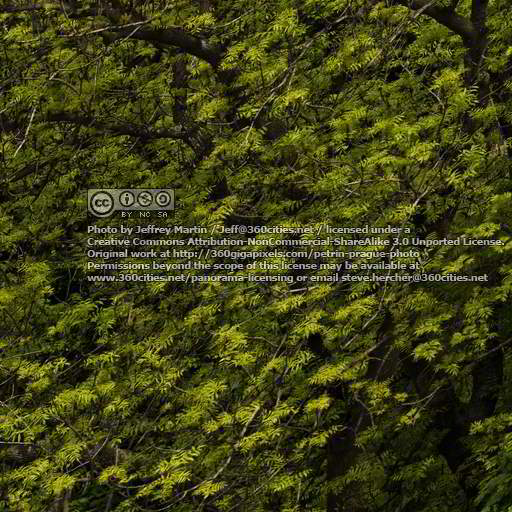 cc BY NC SA
Photo by Jeffrey Martin / Jeff@360cities.net / licensed under a
Creative Commons Attribution-NonCommercial-ShareAlike 3.0 Unported License.
Original work at http://360gigapixels.com/petrin-prague-photo
Permissions beyond the scope of this license may be available at
www.360cities.net/panorama-licensing or email steve.hercher@360cities.net